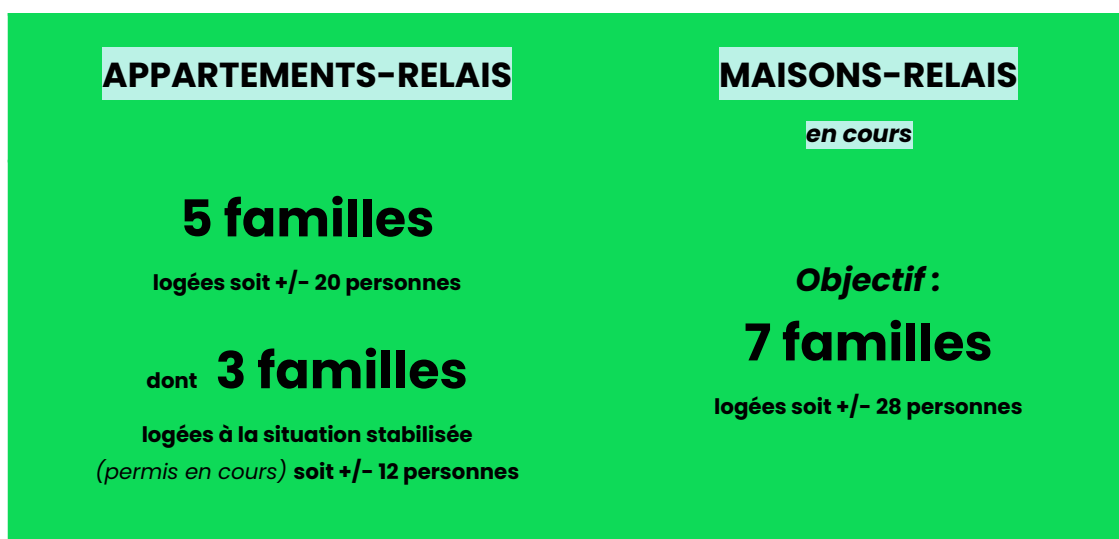 APPARTEMENTS-RELAIS
5 familles
logées soit +/- 20 personnes
dont 3 familles
logées à la situation stabilisée
(permis en cours) soit +/- 12 personnes
MAISONS-RELAIS
en cours
Objectif :
7 familles
logées soit +/- 28 personnes